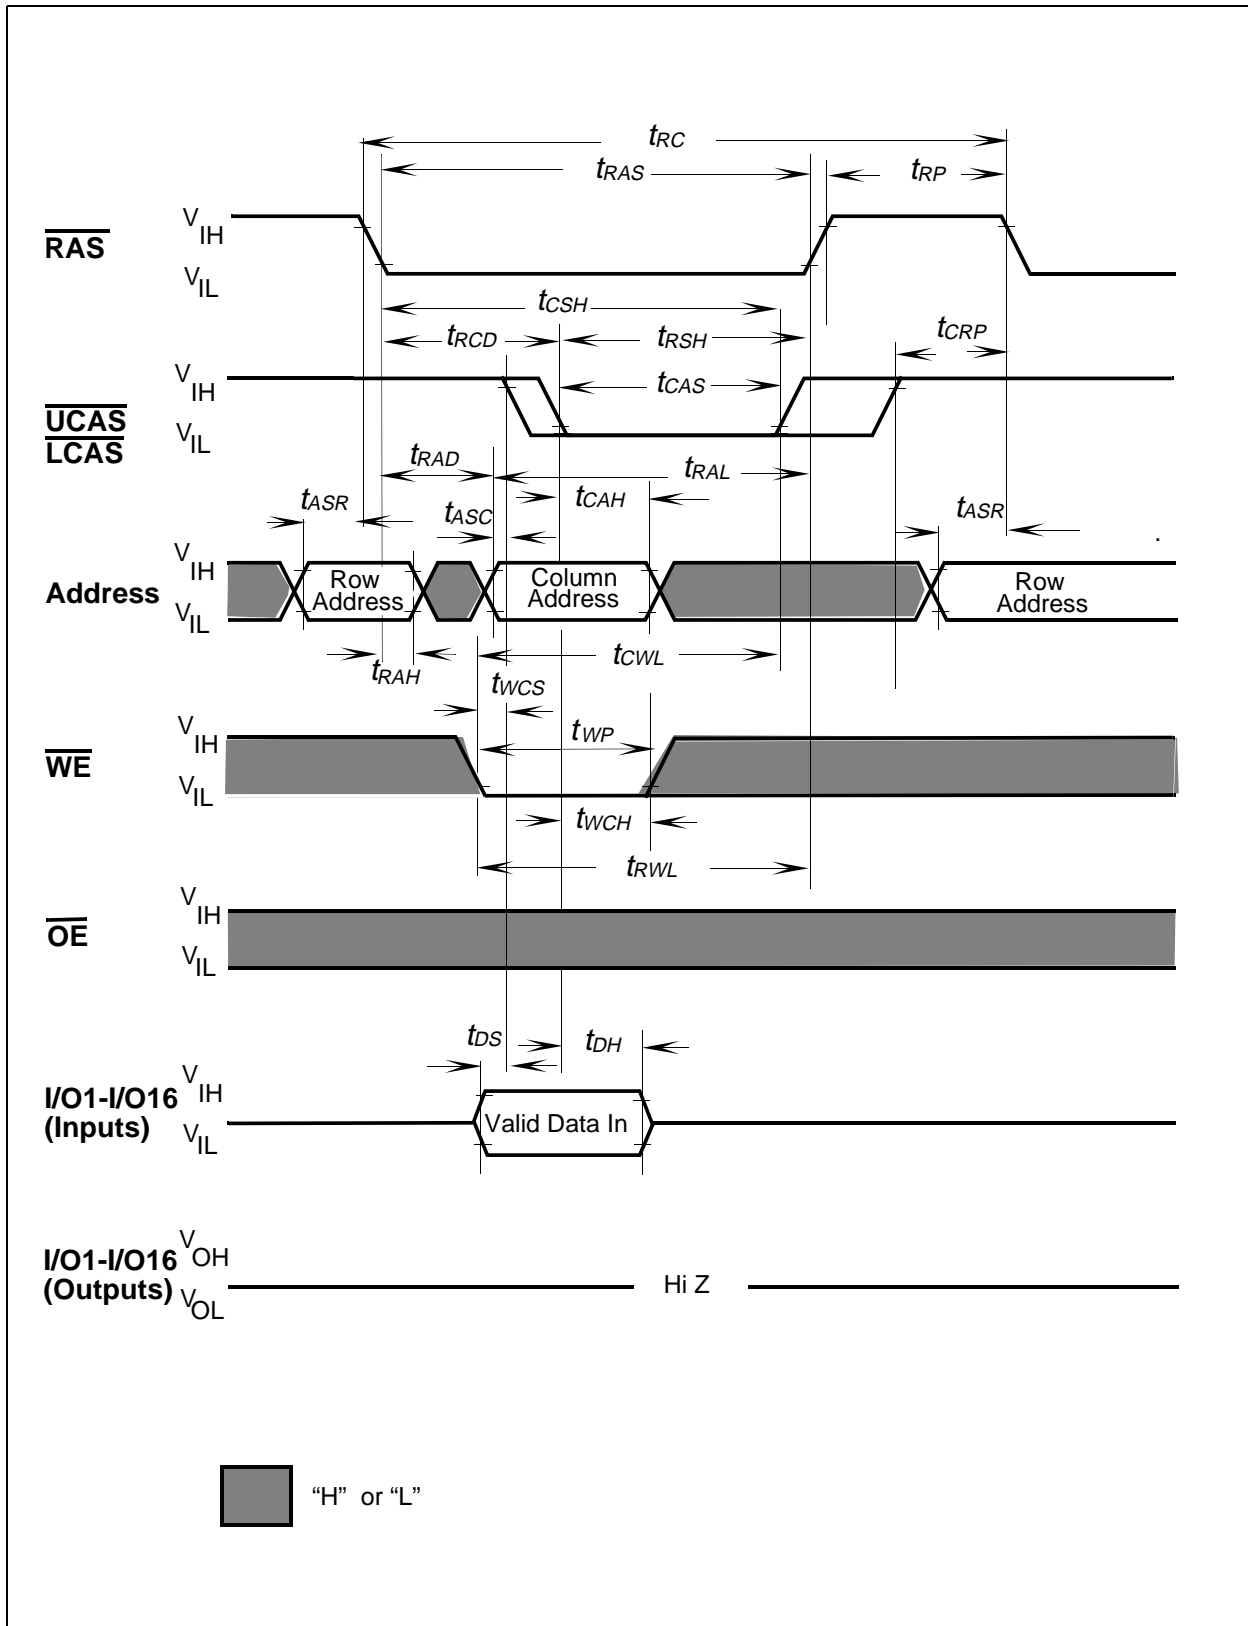 tRC
tRAS
tRP
RAS
VIH
VIL
tCSH
tRCD
tRSH
tCRP
tCAS
UCAS
LCAS
VIH
VIL
tRAD
tRAL
tASR
tASC
tCAH
tASR
Address
VIH
VIL
Row
Address
Column
Address
Row
Address
tRAH
tCWL
tWCS
WE
VIH
VIL
tWP
tWCH
tRWL
OE
VIH
VIL
tDS
tDH
I/O1-I/O16
(Inputs)
VIH
VIL
Valid Data In
I/O1-I/O16
(Outputs)
VOH
VOL
Hi Z
“H” or “L”